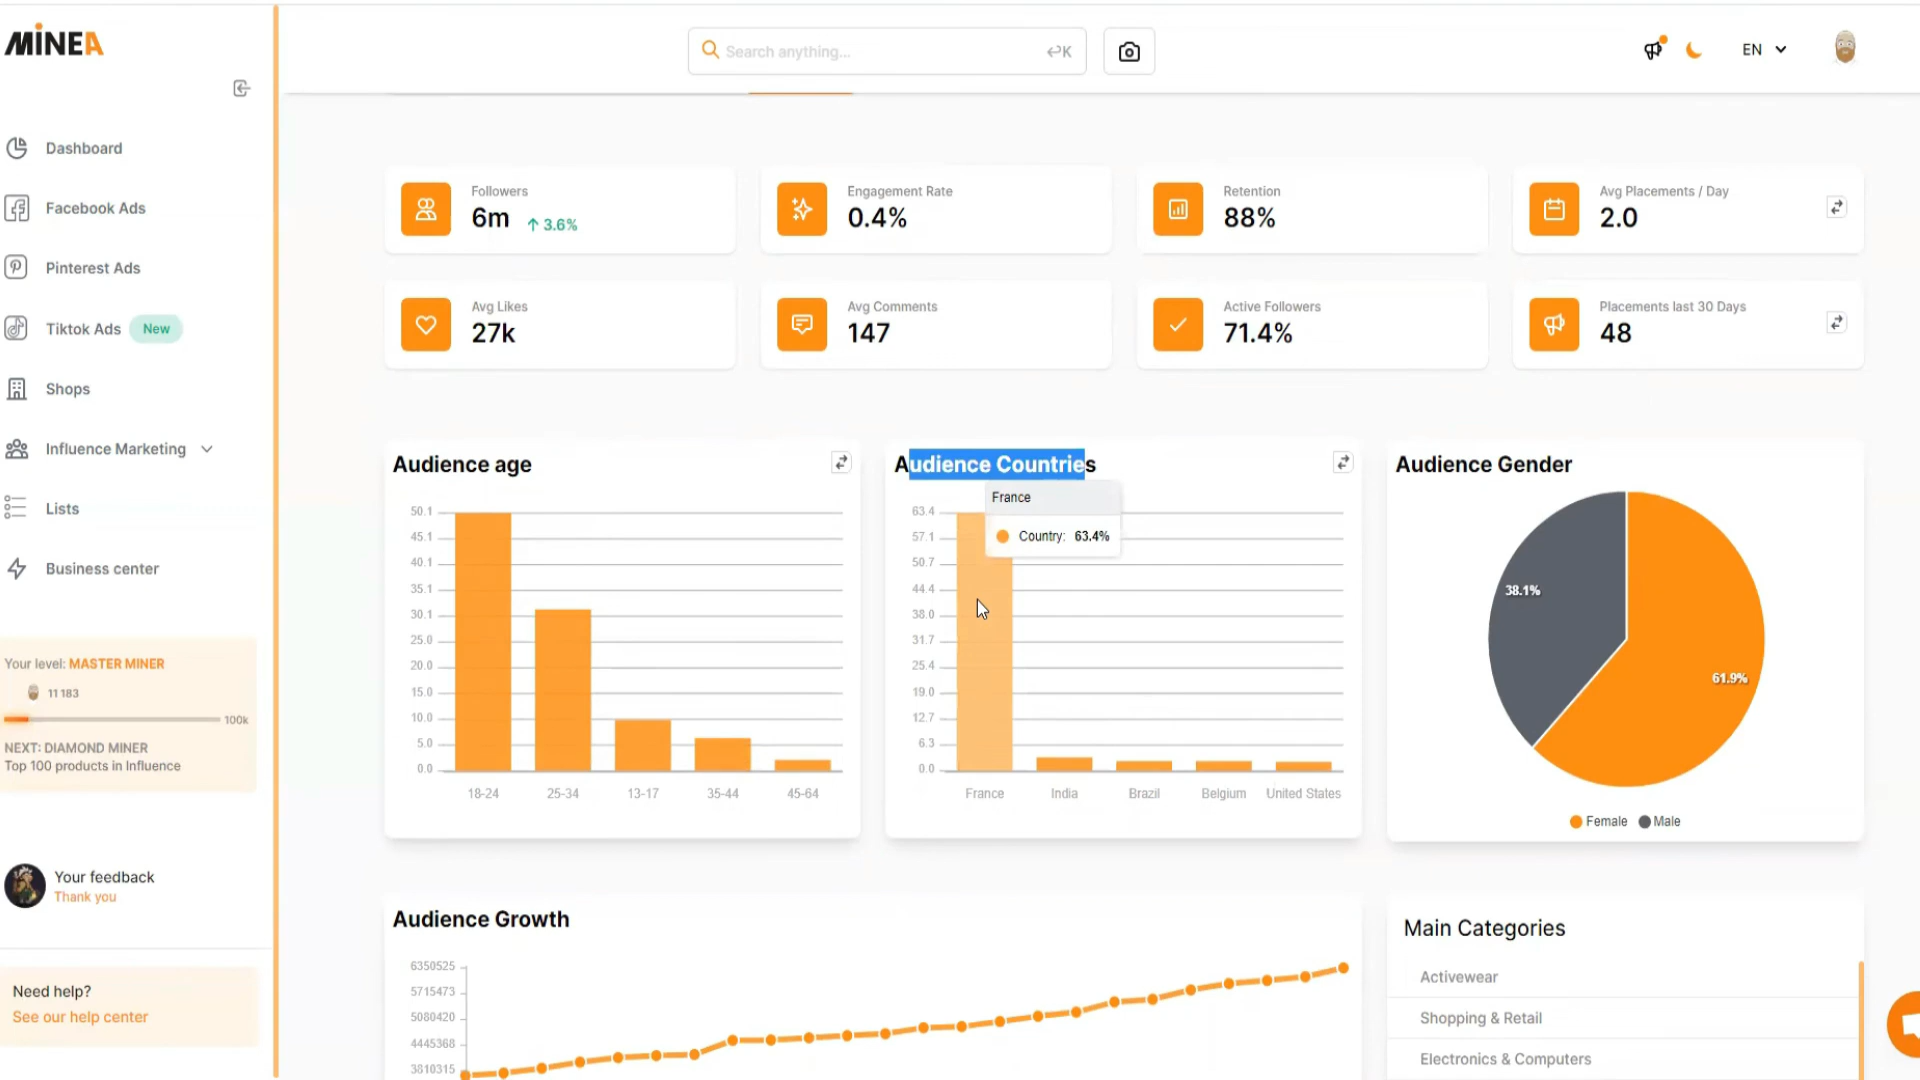 MINEA
Search anything...
K
EN
Dashboard
Facebook Ads
Pinterest Ads
Tiktok Ads New
Shops
Influence Marketing
Lists
Business center
Your level: MASTER MINER
11 183
100k
NEXT: DIAMOND MINER
Top 100 products in Influence
Your feedback
Thank you
Need help?
See our help center
Followers
6m 3.6%
Engagement Rate
0.4%
Retention
88%
Avg Placements / Day
2.0
Avg Likes
27k
Avg Comments
147
Active Followers
71.4%
Placements last 30 Days
48
Audience age
50.1
45.1
40.1
35.1
30.1
25.0
20.0
15.0
10.0
5.0
0.0
18-24 25-34 13-17 35-44 45-64
Audience Countries
France
Country: 63.4%
63.4
57.1
50.7
44.4
38.0
31.7
25.4
19.0
12.7
6.3
0.0
France India Brazil Belgium United States
Audience Gender
38.1%
61.9%
Female Male
Audience Growth
6350525
5715473
5080420
4445368
3810315
Main Categories
Activewear
Shopping & Retail
Electronics & Computers